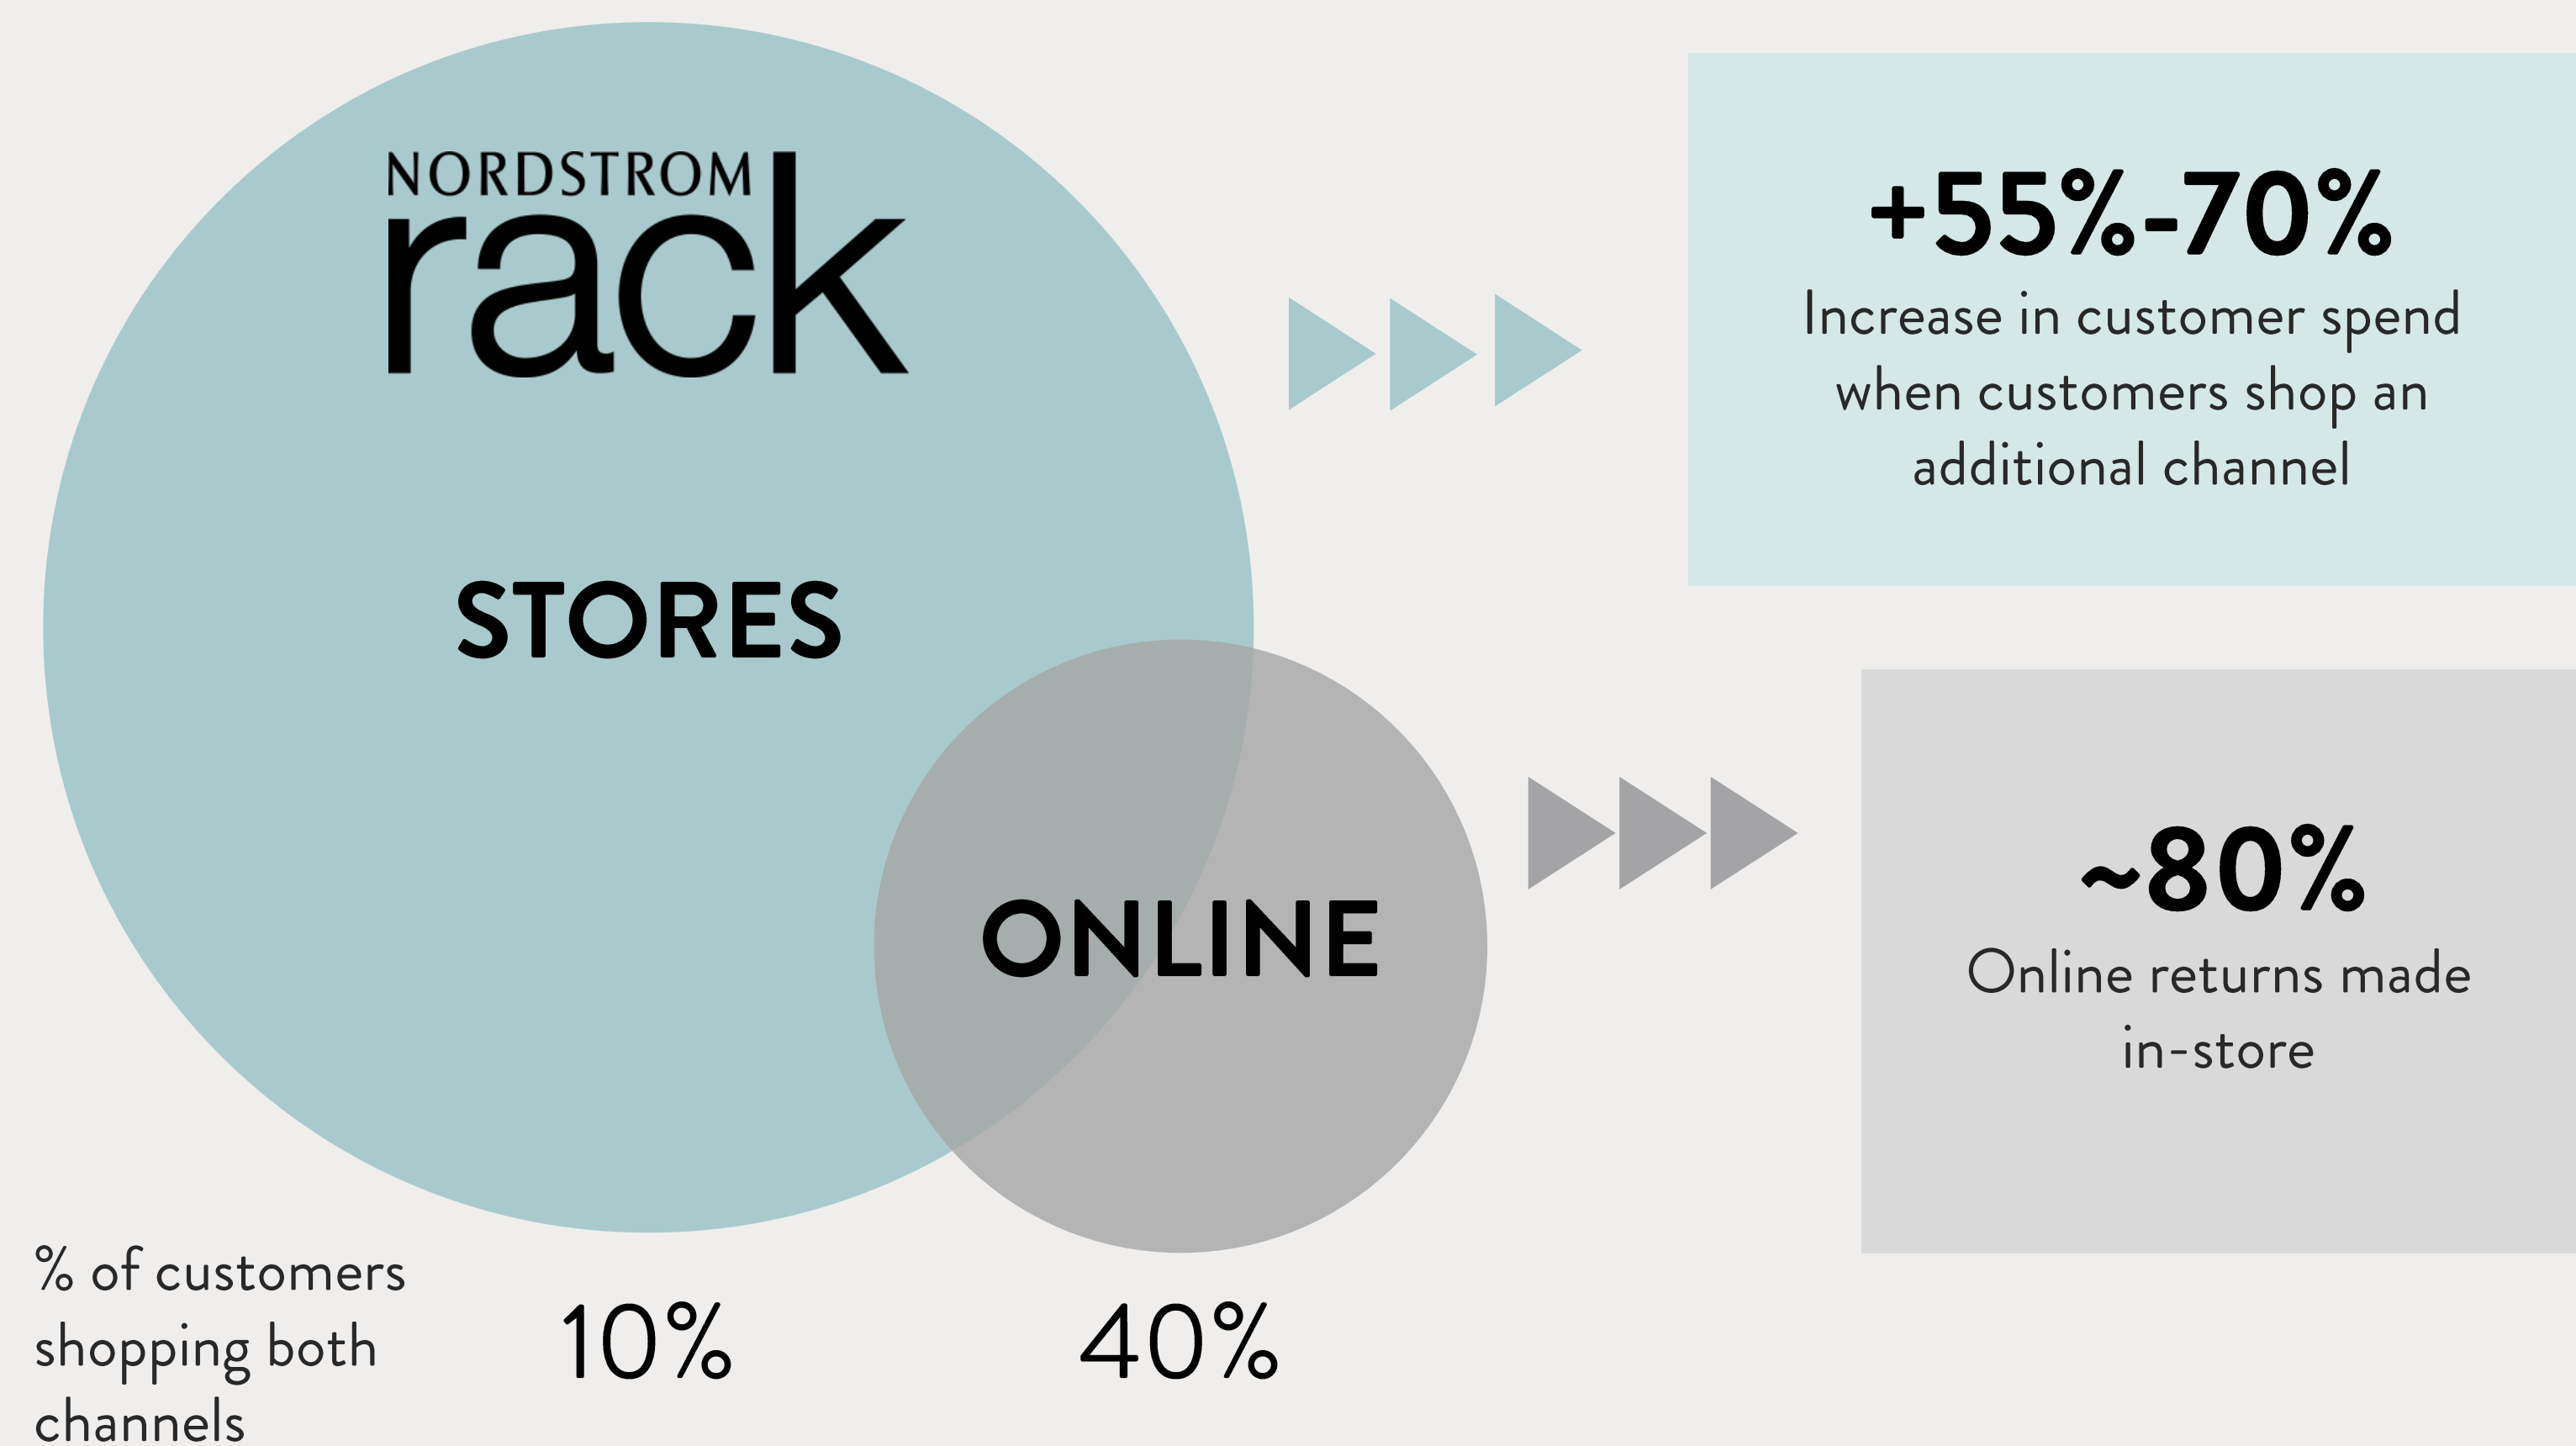 NORDSTROM
rack
STORES
ONLINE
+55%-70%
Increase in customer spend
when customers shop an
additional channel
~80%
Online returns made
in-store
% of customers
shopping both
channels
10%
40%